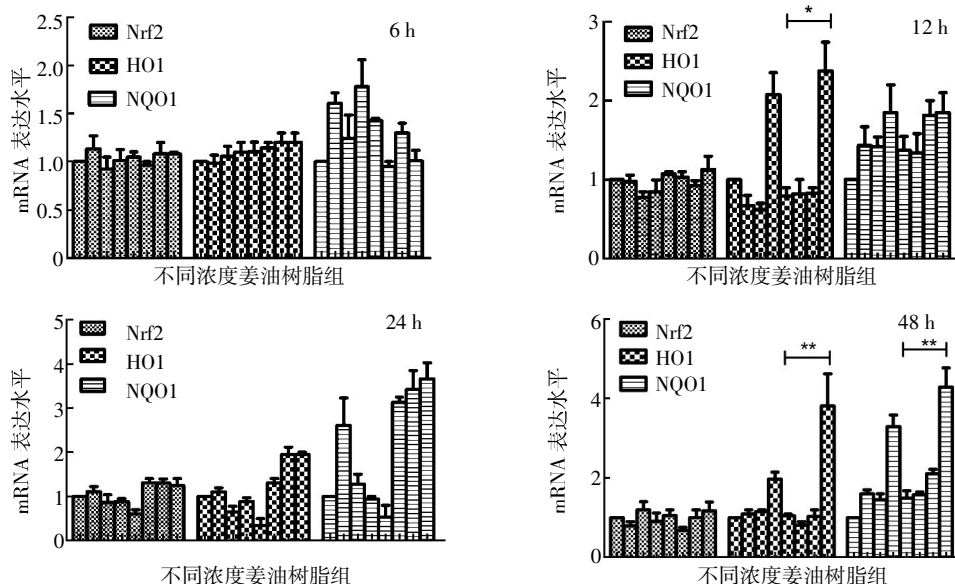 2.5
2.0
1.5
1.0
0.5
0
mRNA 表达水平
Nrf2
HO1
NQO1
6 h
不同浓度姜油树脂组
3
2
1
0
mRNA 表达水平
Nrf2
HO1
NQO1
*
12 h
不同浓度姜油树脂组
5
4
3
2
1
0
mRNA 表达水平
Nrf2
HO1
NQO1
24 h
不同浓度姜油树脂组
6
4
2
0
mRNA 表达水平
Nrf2
HO1
NQO1
48 h
**
**
不同浓度姜油树脂组